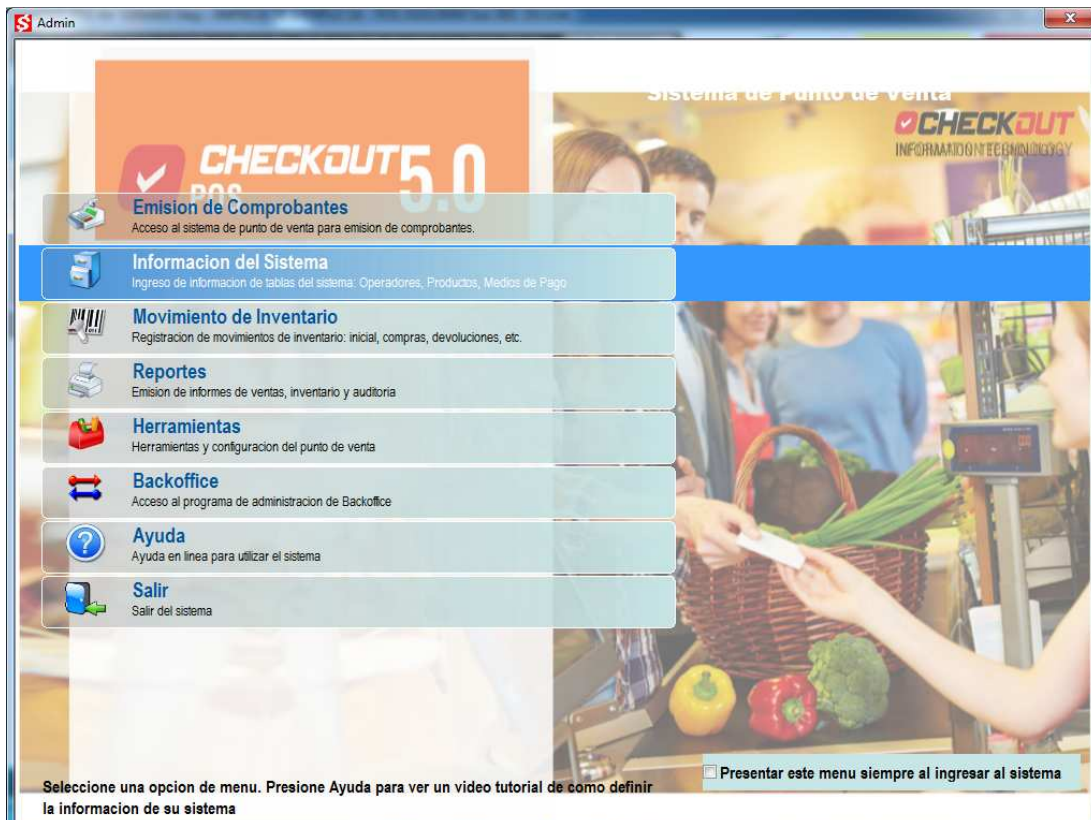 Admin
Sistema de Punto de Venta
CHECKOUT
INFORMATION TECHNOLOGY
CHECKOUT
POS
5.0
Emision de Comprobantes
Acceso al sistema de punto de venta para emision de comprobantes.
Informacion del Sistema
Ingreso de informacion de tablas del sistema: Operadores, Productos, Medios de Pago
Movimiento de Inventario
Registracion de movimientos de inventario: inicial, compras, devoluciones, etc.
Reportes
Emision de informes de ventas, inventario y auditoria
Herramientas
Herramientas y configuracion del punto de venta
Backoffice
Acceso al programa de administracion de Backoffice
Ayuda
Ayuda en linea para utilizar el sistema
Salir
Salir del sistema
Presentar este menu siempre al ingresar al sistema
Seleccione una opcion de menu. Presione Ayuda para ver un video tutorial de como definir
la informacion de su sistema